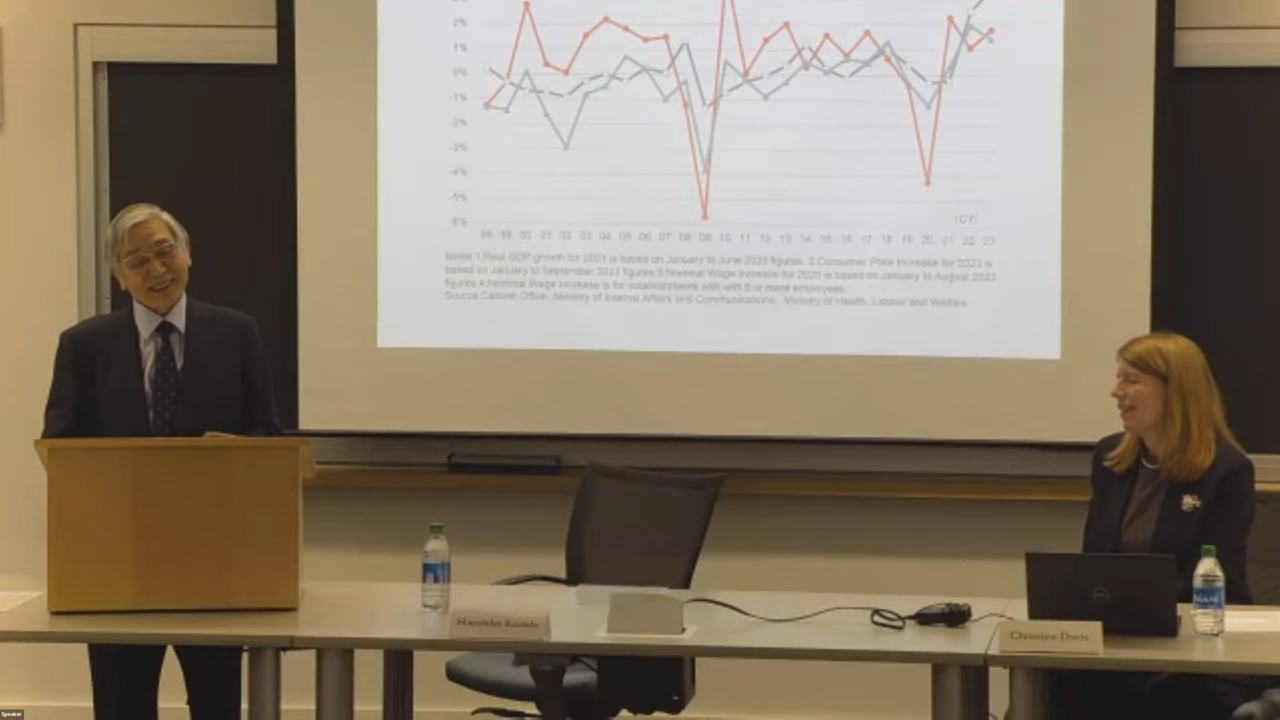 2%
1%
0%
-1%
-2%
-3%
-4%
-5%
-6%
(CY)
98 99 00 01 02 03 04 05 06 07 08 09 10 11 12 13 14 15 16 17 18 19 20 21 22 23
Notes:1.Real GDP growth for 2023 is based on January to June 2023 figures. 2.Consumer Price Increase for 2023 is
based on January to September 2023 figures.3.Nominal Wage Increase for 2023 is based on January to August 2023
figures.4.Nominal Wage Increase is for establishments with with 5 or more employees.
Source:Cabinet Office, Ministry of Internal Affairs and Communications, Ministry of Health, Labour and Welfare
Haruhiko Kuroda
Christina Davis
DELL
Speaker